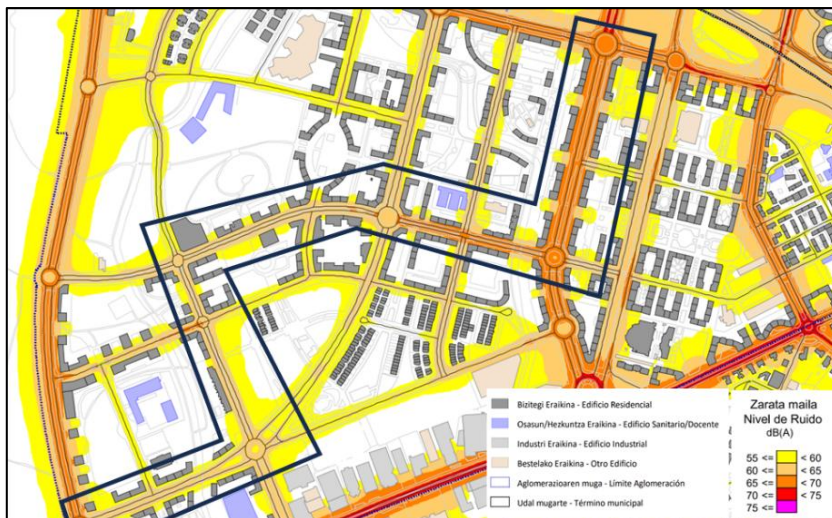 Bizitegi Eraikina - Edificio Residencial
Osasun/Hezkuntza Eraikina - Edificio Sanitario/Docente
Industri Eraikina - Edificio Industrial
Bestelako Eraikina - Otro Edificio
Aglomerazioaren muga - Límite Aglomeración
Udal mugarte - Término municipal
Zarata maila
Nivel de Ruido
dB(A)
55 <= < 60
60 <= < 65
65 <= < 70
70 <= < 75
75 <=